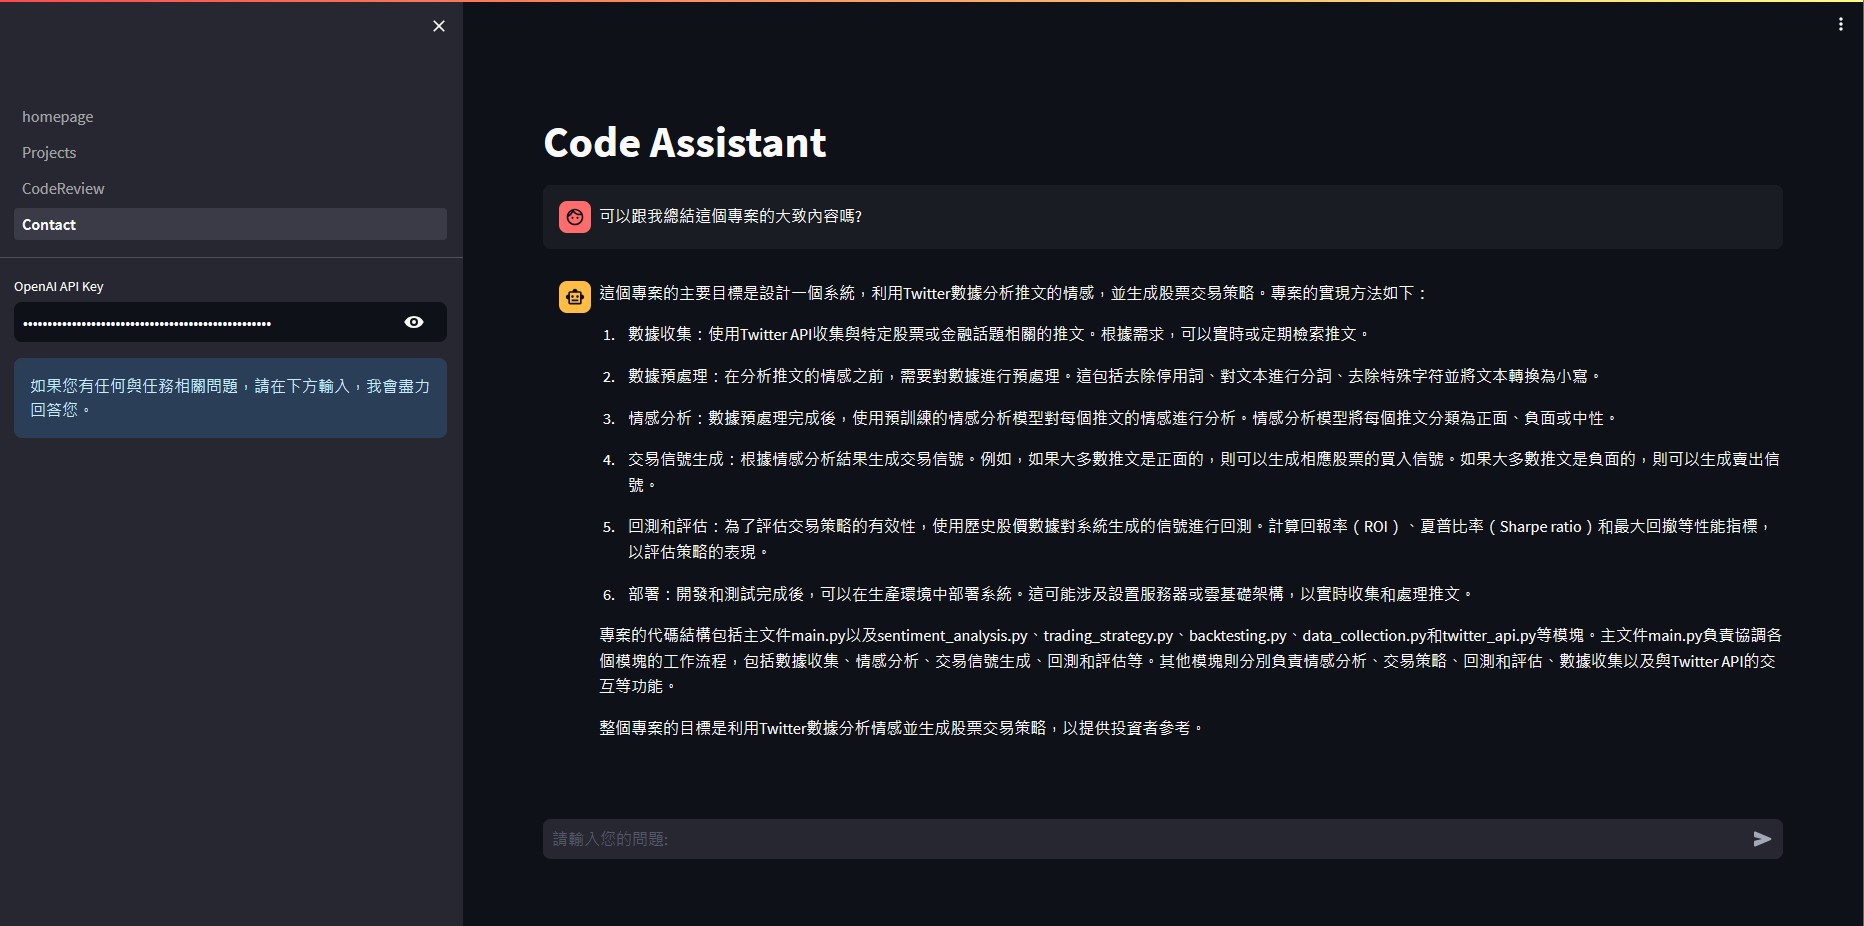 homepage
Projects
CodeReview
Contact
OpenAI API Key
如果您有任何與任務相關問題，請在下方輸入，我會盡力
回答您。
Code Assistant
可以跟我總結這個專案的大致內容嗎?
這個專案的主要目標是設計一個系統，利用Twitter數據分析推文的情感，並生成股票交易策略。專案的實現方法如下：
1. 數據收集：使用Twitter API收集與特定股票或金融話題相關的推文。根據需求，可以實時或定期檢索推文。
2. 數據預處理：在分析推文的情感之前，需要對數據進行預處理。這包括去除停用詞、對文本進行分詞、去除特殊字符並將文本轉換為小寫。
3. 情感分析：數據預處理完成後，使用預訓練的情感分析模型對每個推文的情感進行分析。情感分析模型將每個推文分類為正面、負面或中性。
4. 交易信號生成：根據情感分析結果生成交易信號。例如，如果大多數推文是正面的，則可以生成相應股票的買入信號。如果大多數推文是負面的，則可以生成賣出信
號。
5. 回測和評估：為了評估交易策略的有效性，使用歷史股價數據對系統生成的信號進行回測。計算回報率（ROI）、夏普比率（Sharpe ratio）和最大回撤等性能指標，
以評估策略的表現。
6. 部署：開發和測試完成後，可以在生產環境中部署系統。這可能涉及設置服務器或雲基礎架構，以實時收集和處理推文。
專案的代碼結構包括主文件main.py以及sentiment_analysis.py、trading_strategy.py、backtesting.py、data_collection.py和twitter_api.py等模塊。主文件main.py負責協調各
個模塊的工作流程，包括數據收集、情感分析、交易信號生成、回測和評估等。其他模塊則分別負責情感分析、交易策略、回測和評估、數據收集以及與Twitter API的交
互等功能。
整個專案的目標是利用Twitter數據分析情感並生成股票交易策略，以提供投資者參考。
請輸入您的問題: